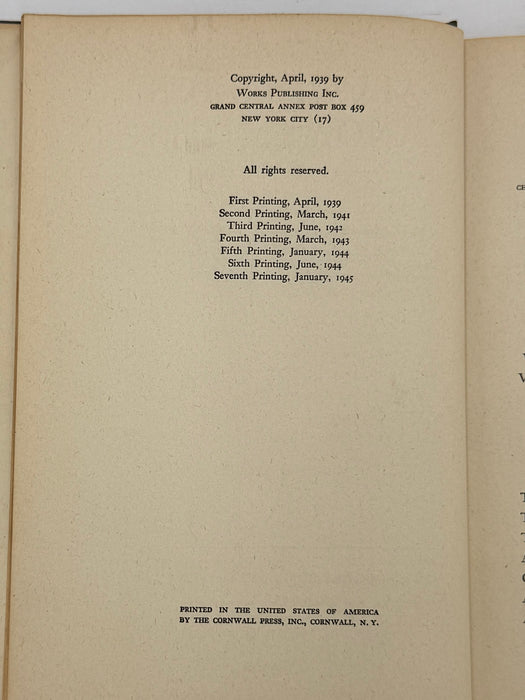 Copyright, April, 1939 by
WORKS PUBLISHING INC.
GRAND CENTRAL ANNEX POST BOX 459
NEW YORK CITY (17)
All rights reserved.
First Printing, April, 1939
Second Printing, March, 1941
Third Printing, June, 1942
Fourth Printing, March, 1943
Fifth Printing, January, 1944
Sixth Printing, June, 1944
Seventh Printing, January, 1945
PRINTED IN THE UNITED STATES OF AMERICA
BY THE CORNWALL PRESS, INC., CORNWALL, N. Y.